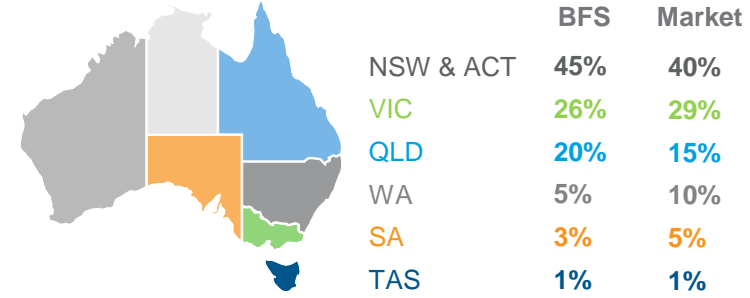 BFS Market
NSW & ACT 45% 40%
VIC 26% 29%
QLD 20% 15%
WA 5% 10%
SA 3% 5%
TAS 1% 1%